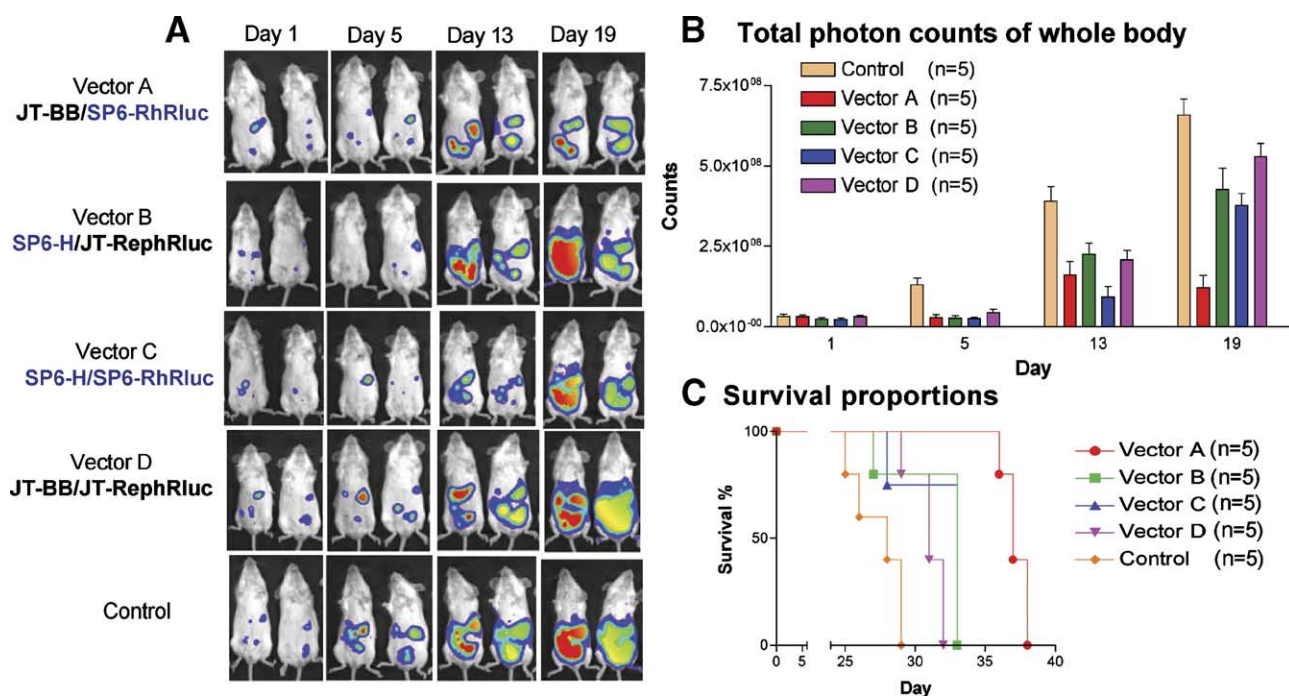 A
Day 1 Day 5 Day 13 Day 19
Vector A
JT-BB/SP6-RhRluc
Vector B
SP6-H/JT-RephRluc
Vector C
SP6-H/SP6-RhRluc
Vector D
JT-BB/JT-RephRluc
Control
B Total photon counts of whole body
Control (n=5)
Vector A (n=5)
Vector B (n=5)
Vector C (n=5)
Vector D (n=5)
Counts
7.5x10⁻⁰⁸
5.0x10⁻⁰⁸
2.5x10⁻⁰⁸
0.0x10⁻⁰⁰
1 5 13 19
Day
C Survival proportions
Survival %
100
50
0
0 5 25 30 35 40
Day
Vector A (n=5)
Vector B (n=5)
Vector C (n=5)
Vector D (n=5)
Control (n=5)